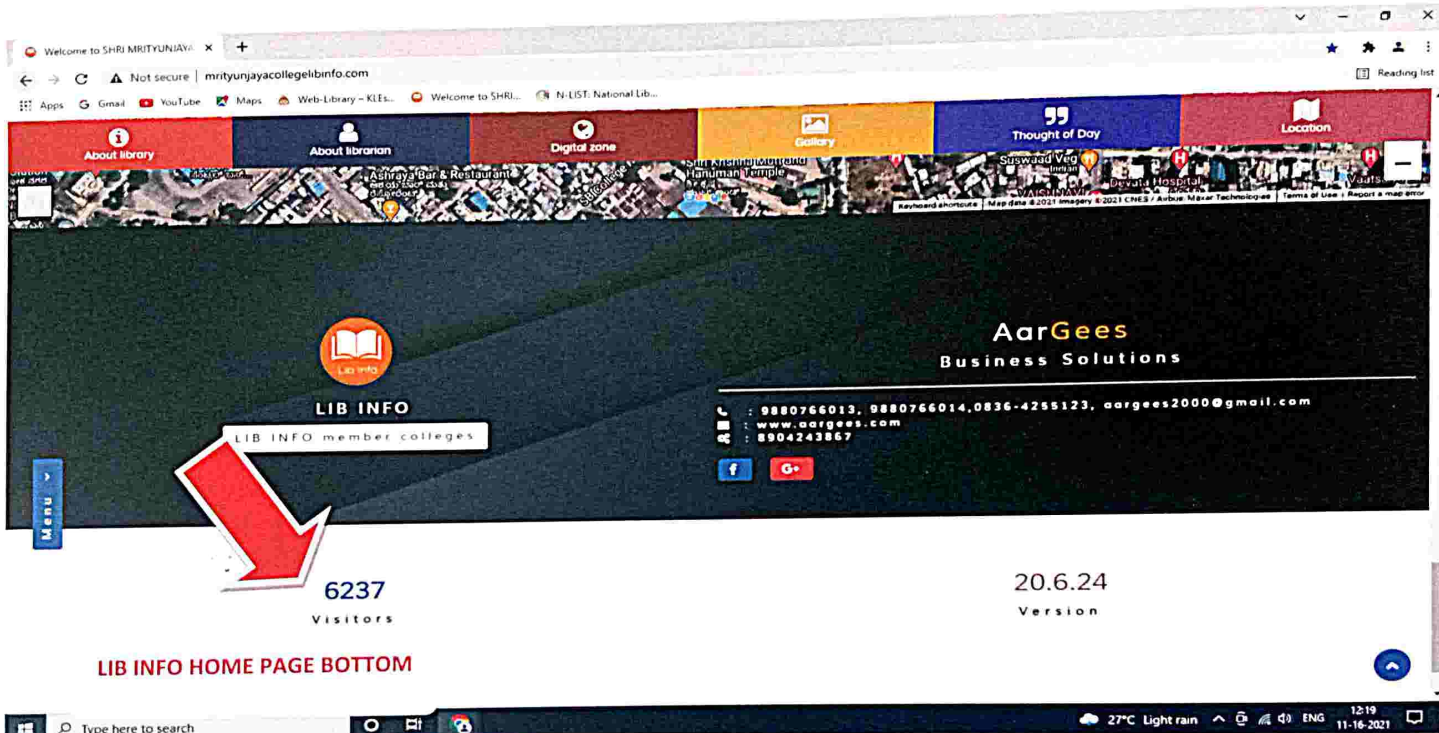 Welcome to SHRI MRITYUNJAYA
Not secure | mrityunjayacollegelibinfo.com
Reading list
Apps Gmail YouTube Maps Web-Library – KLEs... Welcome to SHRI... N-LIST: National Lib...
About library
About librarian
Digital zone
Gallary
Thought of Day
Location
Ashraya Bar & Restaurant
Hanuman Temple
Suswaad Veg
Devata Hospital
VAISHNAVI
Keyboard shortcuts Map data ©2021 Imagery ©2021 CNES / Airbus, Maxar Technologies Terms of Use Report a map error
Lib Info
LIB INFO
LIB INFO member colleges
AarGees
Business Solutions
: 9880766013, 9880766014,0836-4255123, aargees2000@gmail.com
: www.aargees.com
: 8904243867
f G+
Menu
6237
Visitors
20.6.24
Version
LIB INFO HOME PAGE BOTTOM
Type here to search
27°C Light rain ENG 12:19
11-16-2021